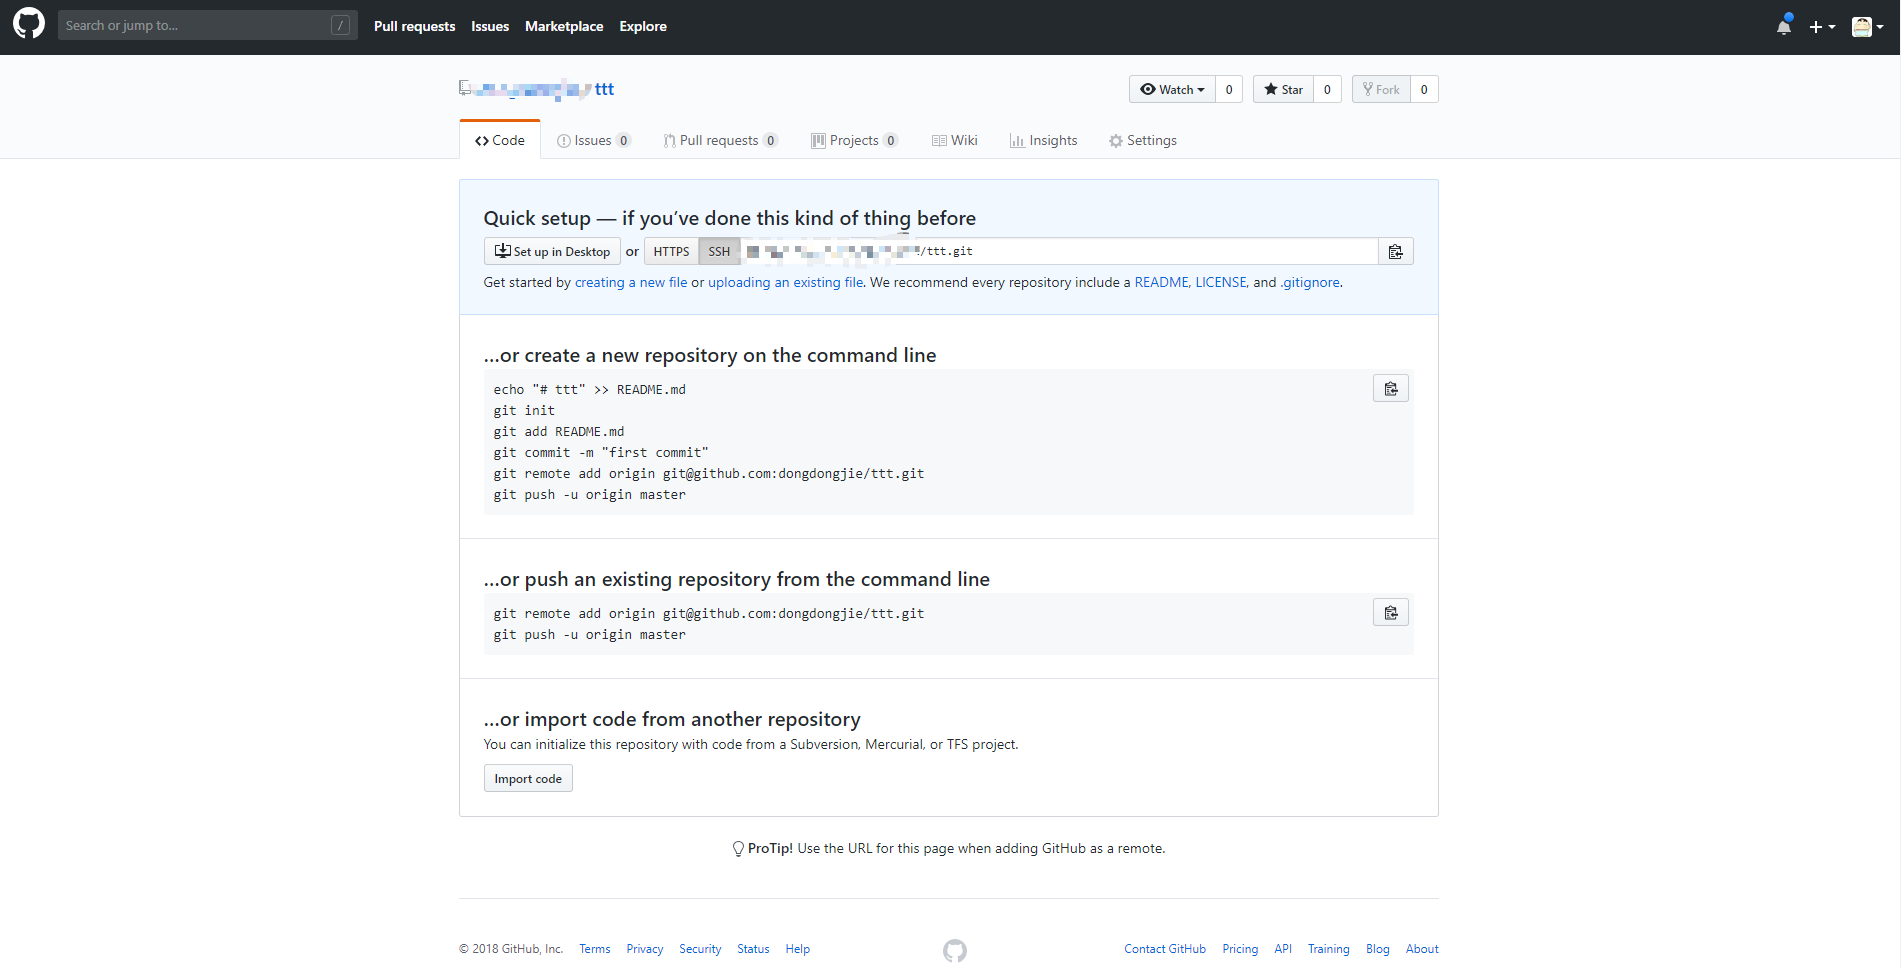 Search or jump to... /
Pull requests Issues Marketplace Explore
ttt
Watch 0 Star 0 Fork 0
Code Issues 0 Pull requests 0 Projects 0 Wiki Insights Settings
Quick setup — if you’ve done this kind of thing before
Set up in Desktop or HTTPS SSH /ttt.git
Get started by creating a new file or uploading an existing file. We recommend every repository include a README, LICENSE, and .gitignore.
…or create a new repository on the command line
echo "# ttt" >> README.md
git init
git add README.md
git commit -m "first commit"
git remote add origin git@github.com:dongdongjie/ttt.git
git push -u origin master
…or push an existing repository from the command line
git remote add origin git@github.com:dongdongjie/ttt.git
git push -u origin master
…or import code from another repository
You can initialize this repository with code from a Subversion, Mercurial, or TFS project.
Import code
ProTip! Use the URL for this page when adding GitHub as a remote.
© 2018 GitHub, Inc. Terms Privacy Security Status Help Contact GitHub Pricing API Training Blog About